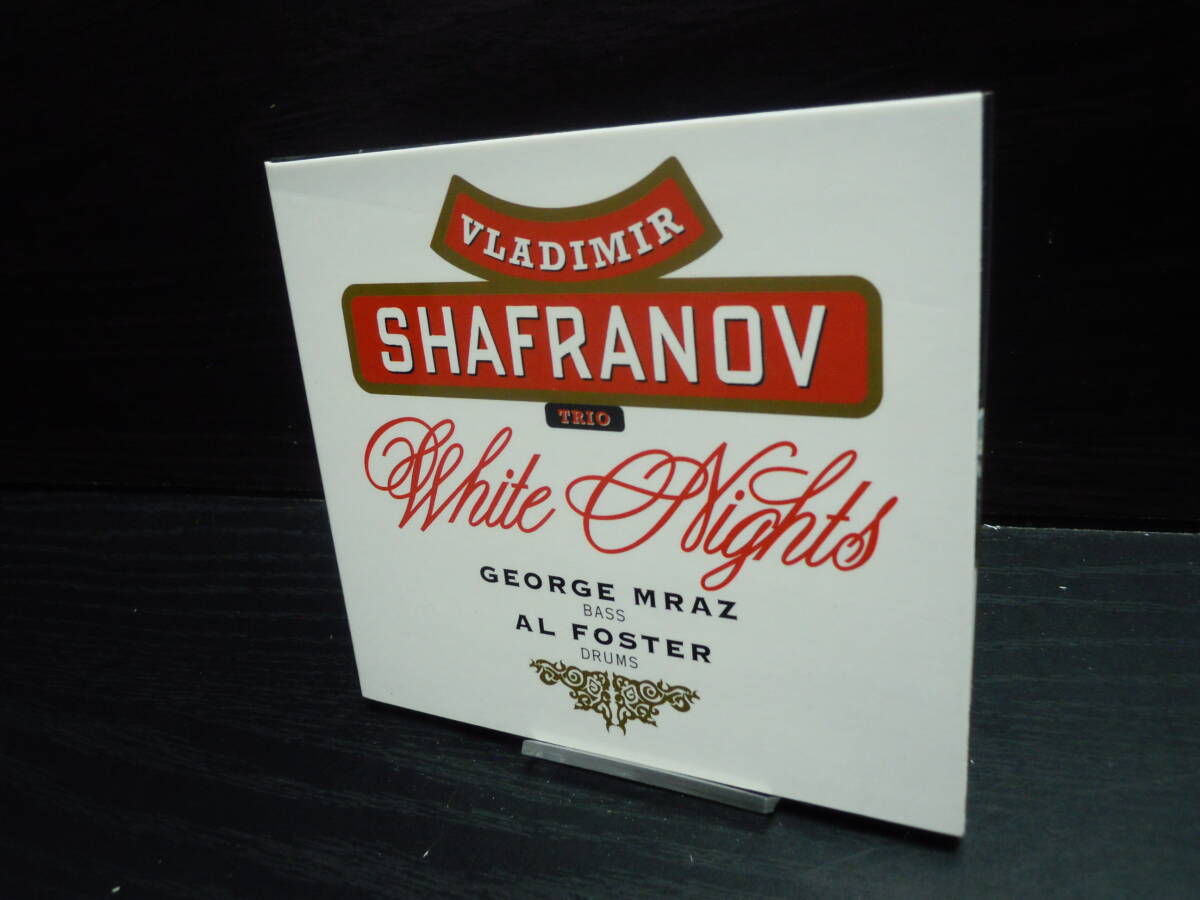 VLADIMIR
SHAFRANOV
TRIO
White Nights
GEORGE MRAZ
BASS
AL FOSTER
DRUMS